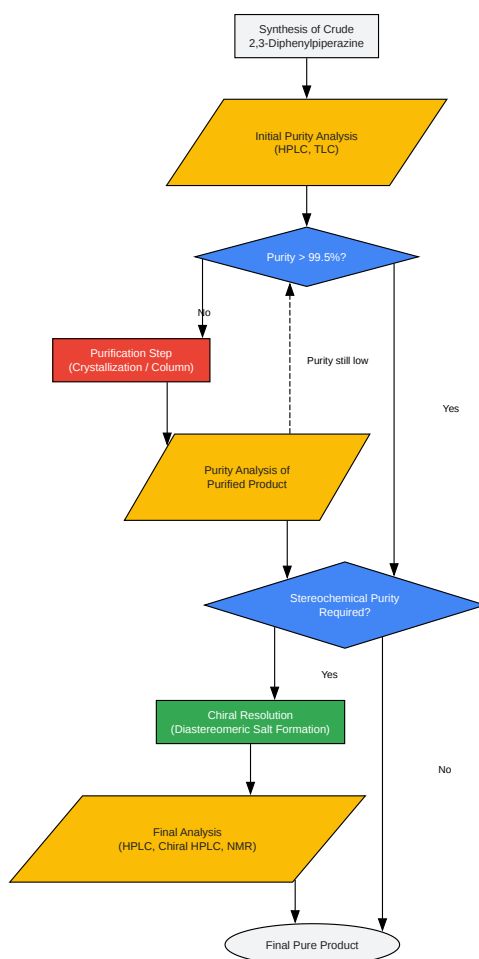 Synthesis of Crude
2,3-Diphenylpiperazine
Initial Purity Analysis
(HPLC, TLC)
Purity > 99.5%?
No
Purification Step
(Crystallization / Column)
Purity still low
Yes
Purity Analysis of
Purified Product
Stereochemical Purity
Required?
Yes
Chiral Resolution
(Diastereomeric Salt Formation)
No
Final Analysis
(HPLC, Chiral HPLC, NMR)
Final Pure Product